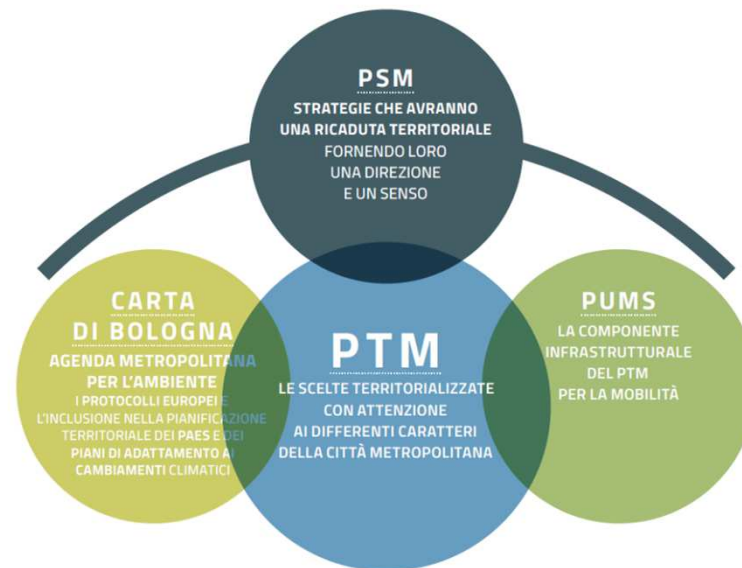 PSM
STRATEGIE CHE AVRANNO
UNA RICADUTA TERRITORIALE
FORNENDO LORO
UNA DIREZIONE
E UN SENSO
CARTA
DI BOLOGNA
AGENDA METROPOLITANA
PER L'AMBIENTE
I PROTOCOLLI EUROPEI E
L'INCLUSIONE NELLA PIANIFICAZIONE
TERRITORIALE DEI PAES E DEI
PIANI DI ADATTAMENTO AI
CAMBIAMENTI CLIMATICI
PTM
LE SCELTE TERRITORIALIZZATE
CON ATTENZIONE
AI DIFFERENTI CARATTERI
DELLA CITTÀ METROPOLITANA
PUMS
LA COMPONENTE
INFRASTRUTTURALE
DEL PTM
PER LA MOBILITÀ